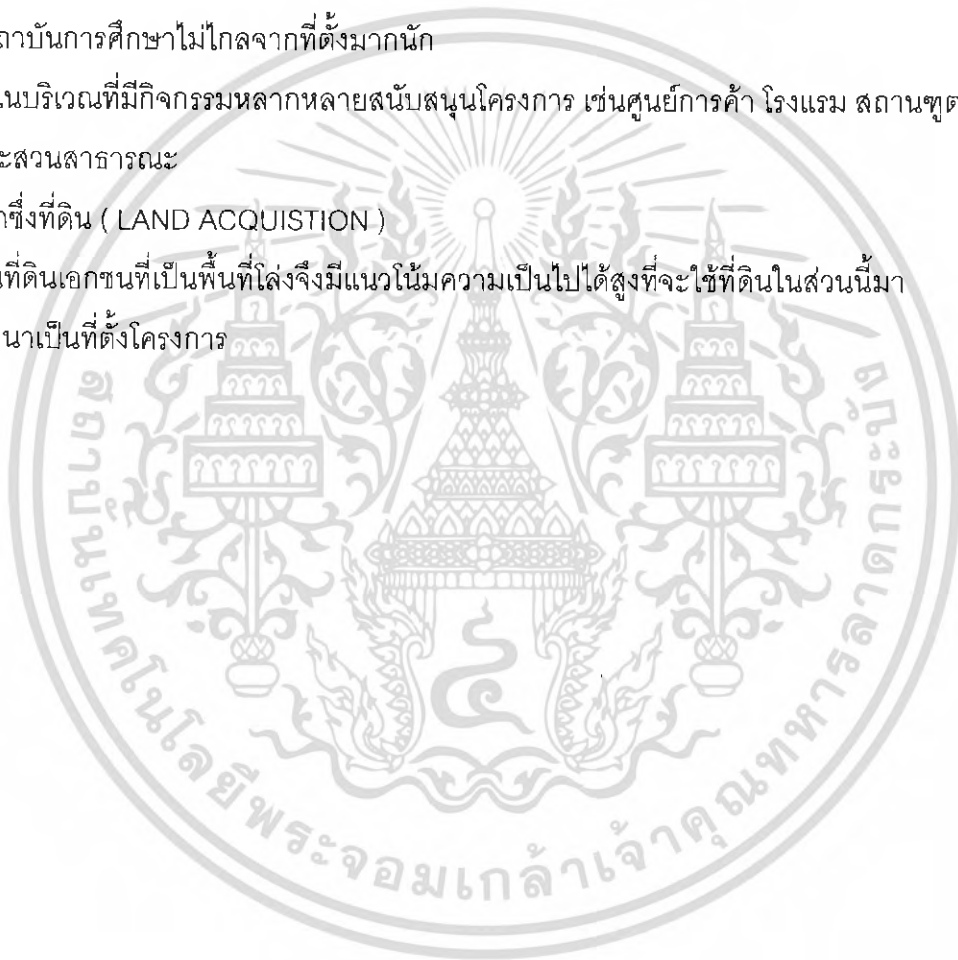 ถาบันการศึกษาไม่ไกลจากที่ตั้งมากนัก
นบริเวณที่มีกิจกรรมหลากหลายสนับสนุนโครงการ เช่นศูนย์การค้า โรงแรม สถานฑูต
ะสวนสาธารณะ
าซึ่งที่ดิน ( LAND ACQUISTION )
ที่ดินเอกชนที่เป็นพื้นที่โล่งจึงมีแนวโน้มความเป็นไปได้สูงที่จะใช้ที่ดินในส่วนนี้มา
นาเป็นที่ตั้งโครงการ
สถาบันเทคโนโลยีพระจอมเกล้าเจ้าคุณทหารลาดกระบัง